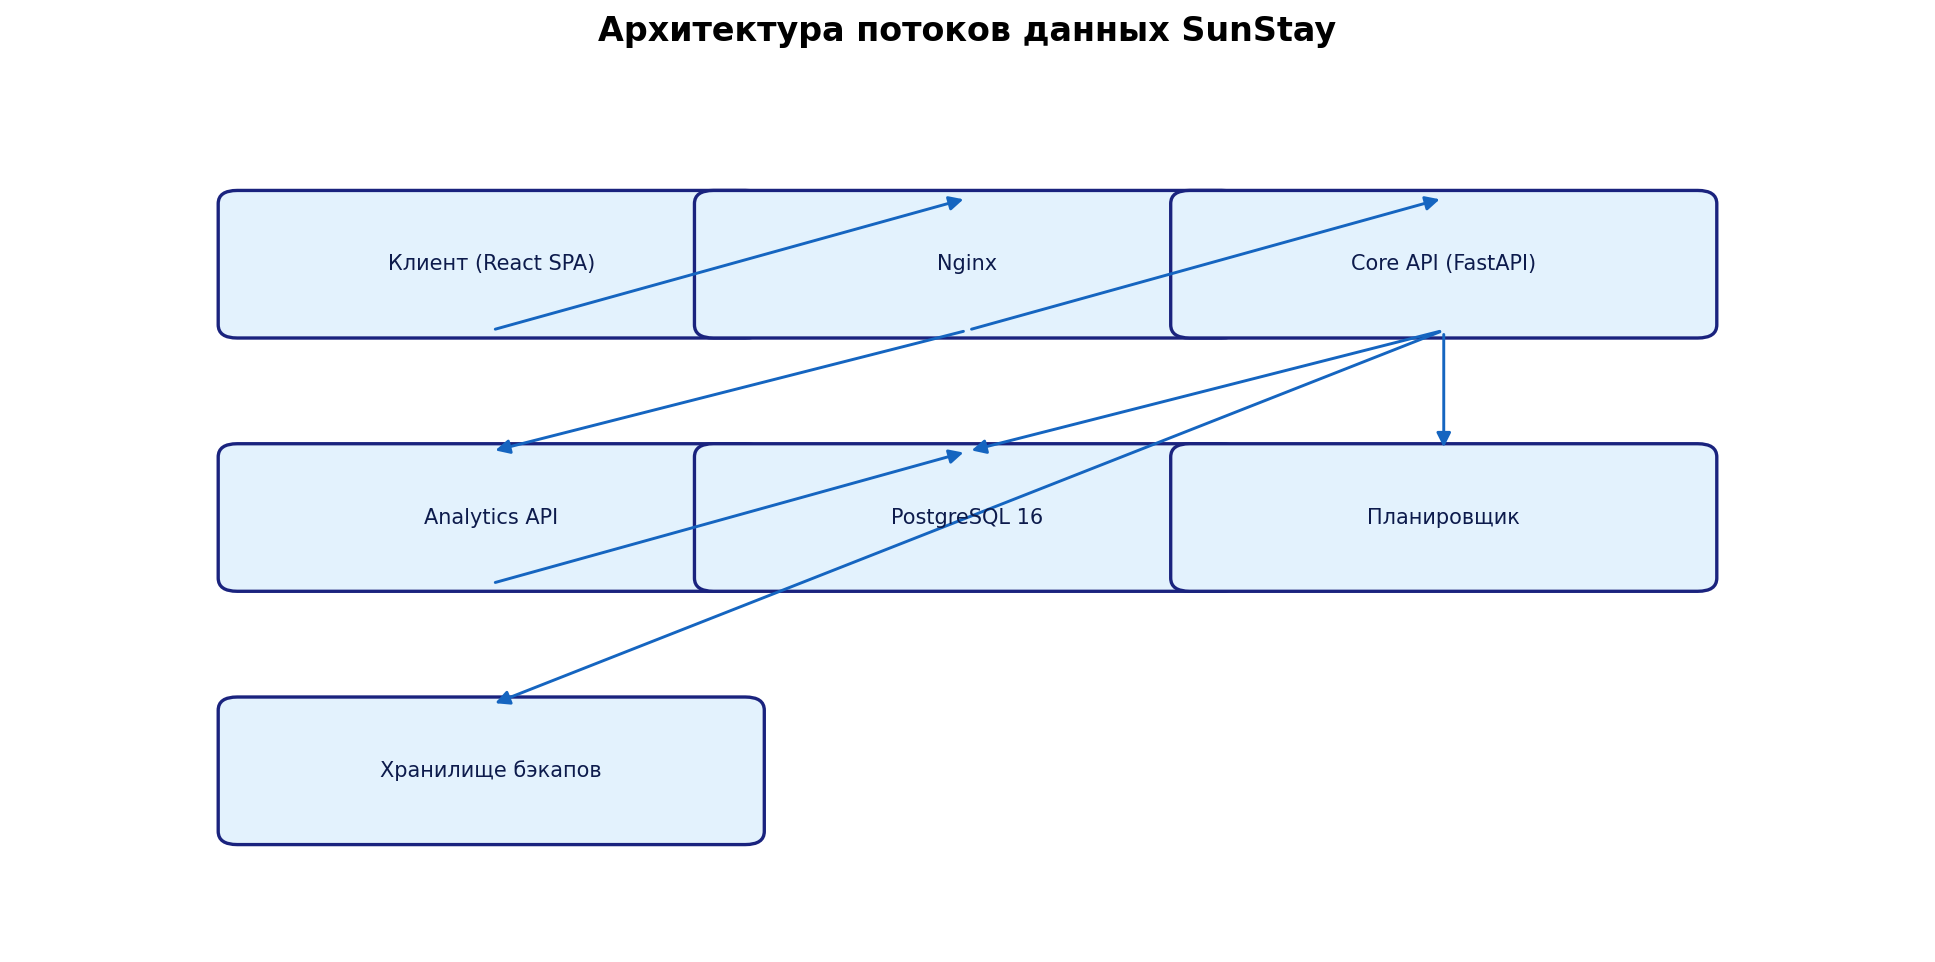 Архитектура потоков данных SunStay
Клиент (React SPA)
Nginx
Core API (FastAPI)
Analytics API
PostgreSQL 16
Планировщик
Хранилище бэкапов